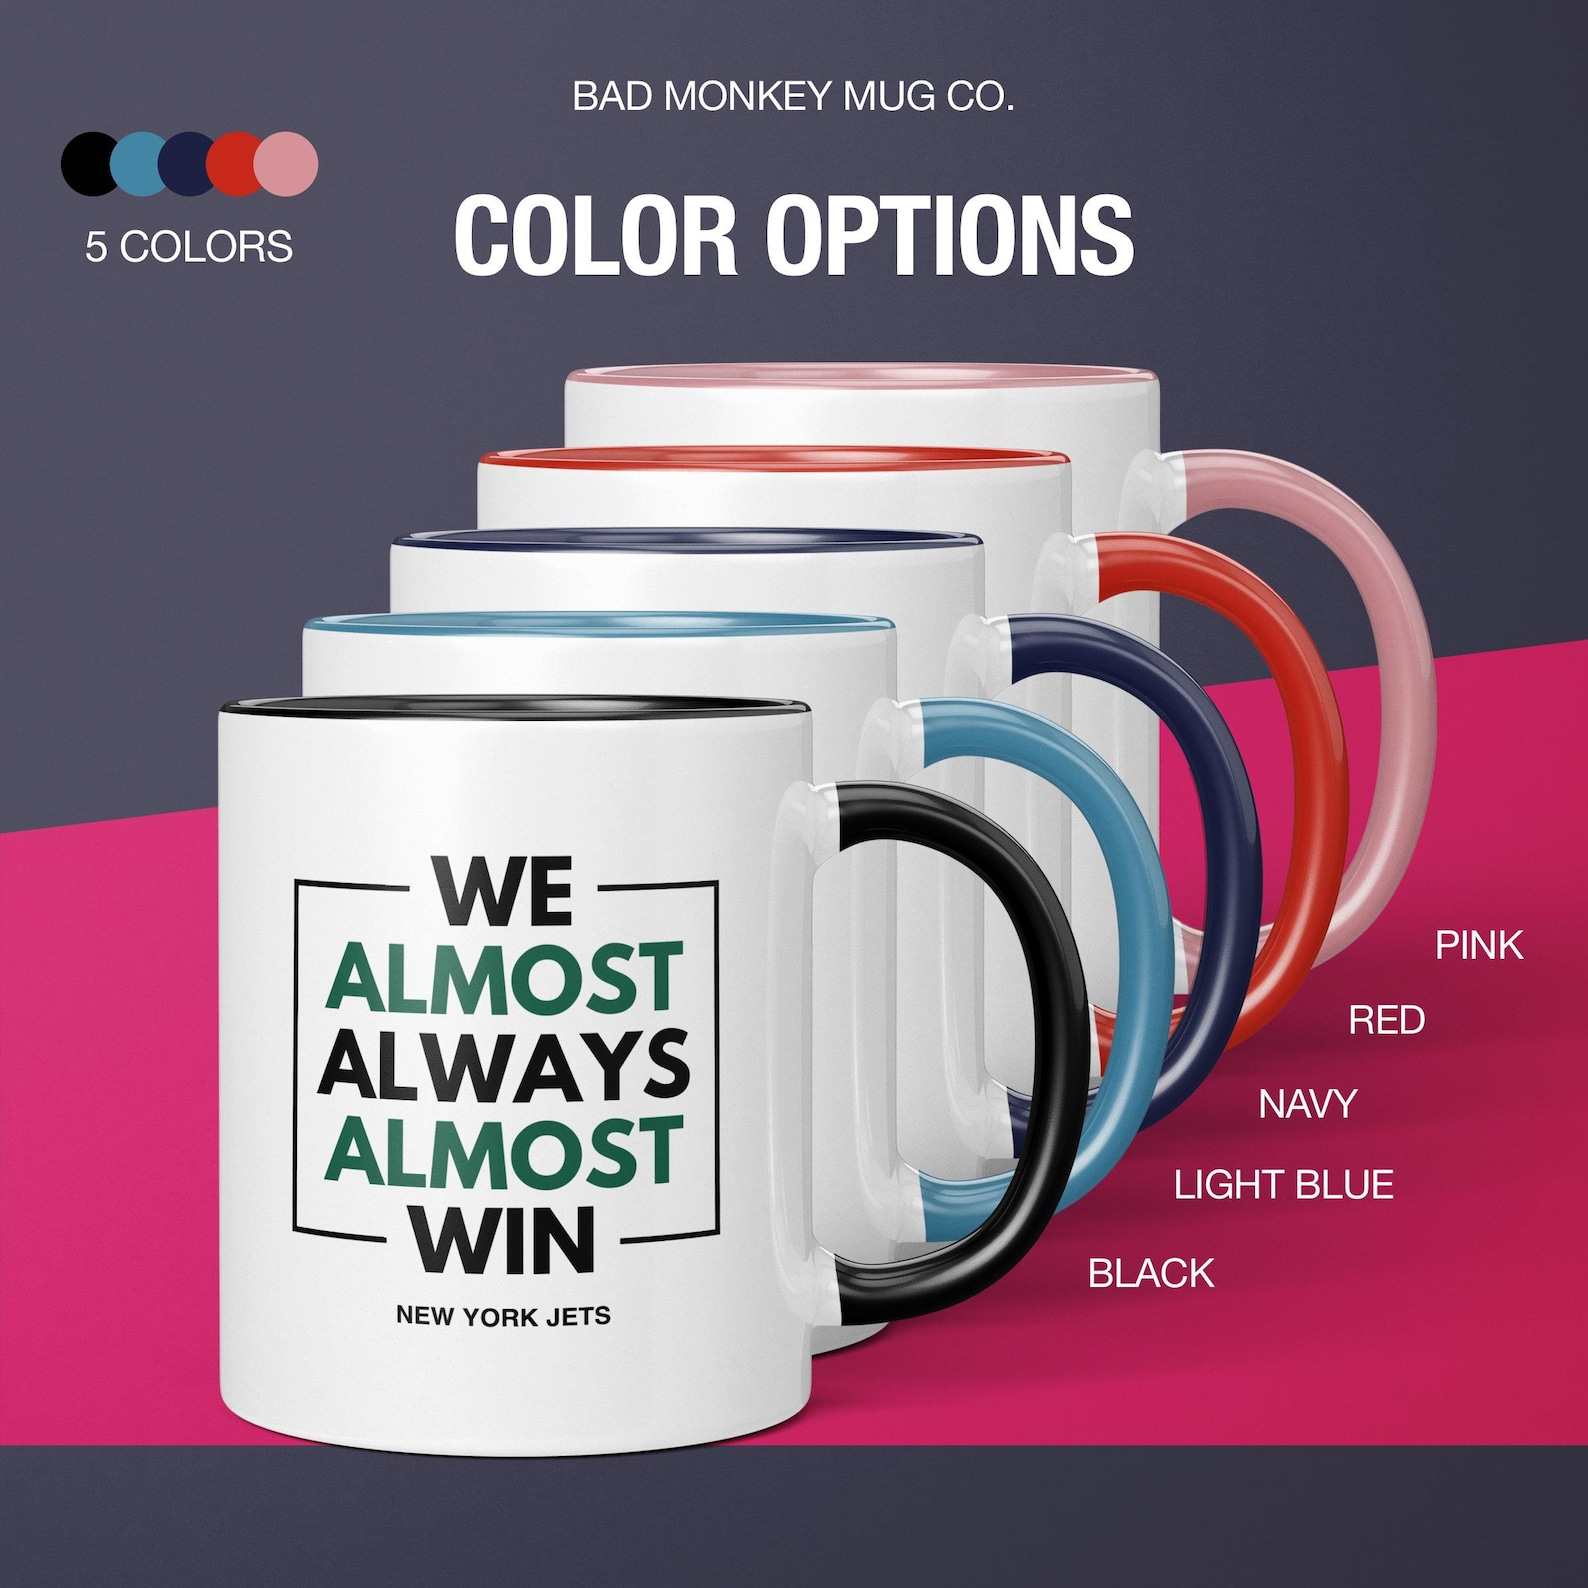 BAD MONKEY MUG CO.
COLOR OPTIONS
5 COLORS
WE
ALMOST
ALWAYS
ALMOST
WIN
NEW YORK JETS
PINK
RED
NAVY
LIGHT BLUE
BLACK